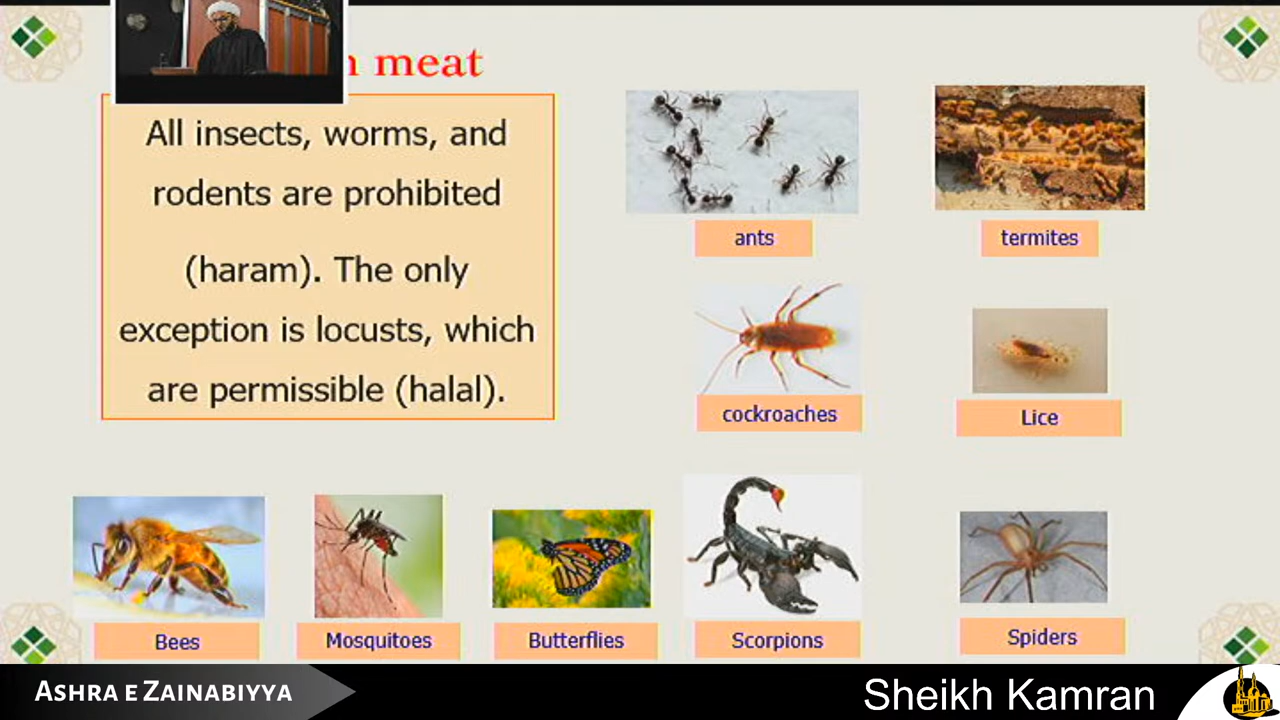 meat
All insects, worms, and
rodents are prohibited
(haram). The only
exception is locusts, which
are permissible (halal).
ants
termites
cockroaches
Lice
Bees
Mosquitoes
Butterflies
Scorpions
Spiders
ASHRA E ZAINABIYYA
Sheikh Kamran